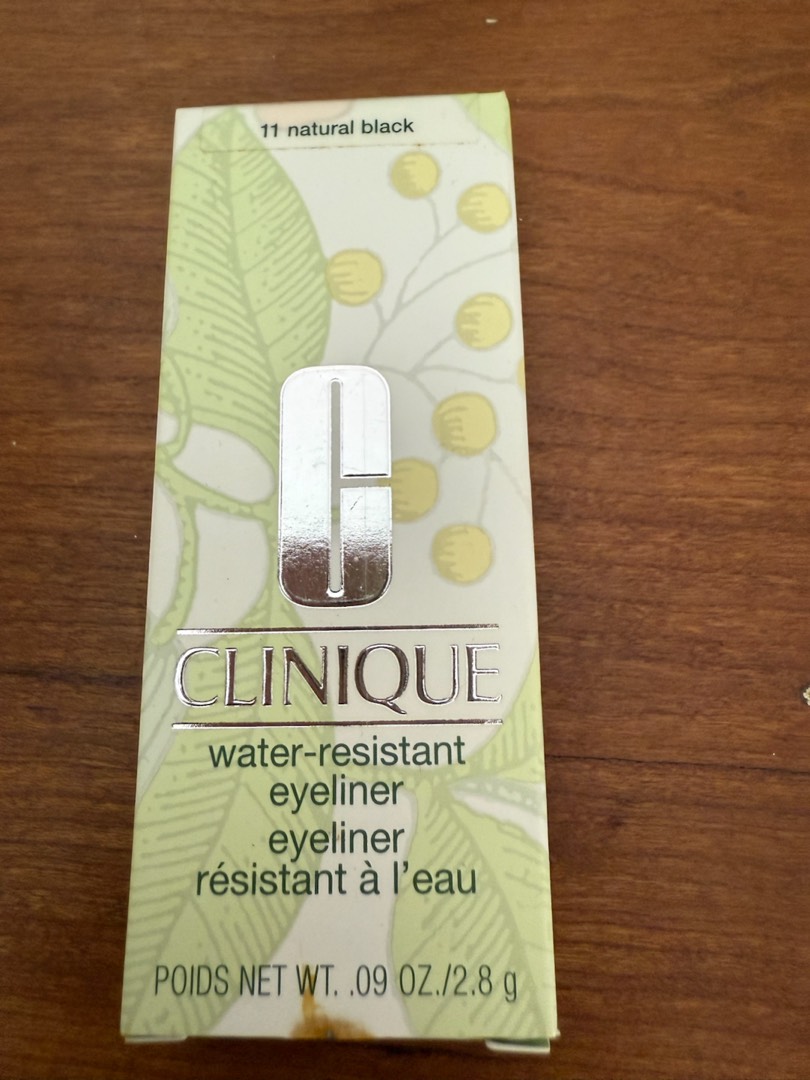 11 natural black
C
CLINIQUE
water-resistant
eyeliner
eyeliner
résistant à l'eau
POIDS NET WT. .09 OZ./2.8 g